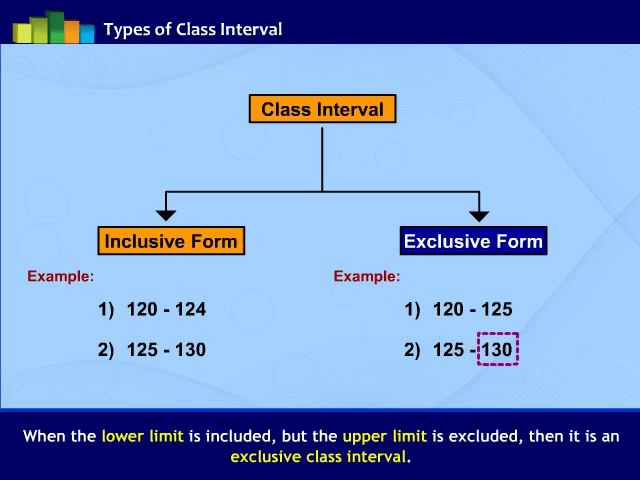 Types of Class Interval
Class Interval
Inclusive Form
Exclusive Form
Example:
1) 120 - 124
2) 125 - 130
Example:
1) 120 - 125
2) 125 - 130
When the lower limit is included, but the upper limit is excluded, then it is an
exclusive class interval.